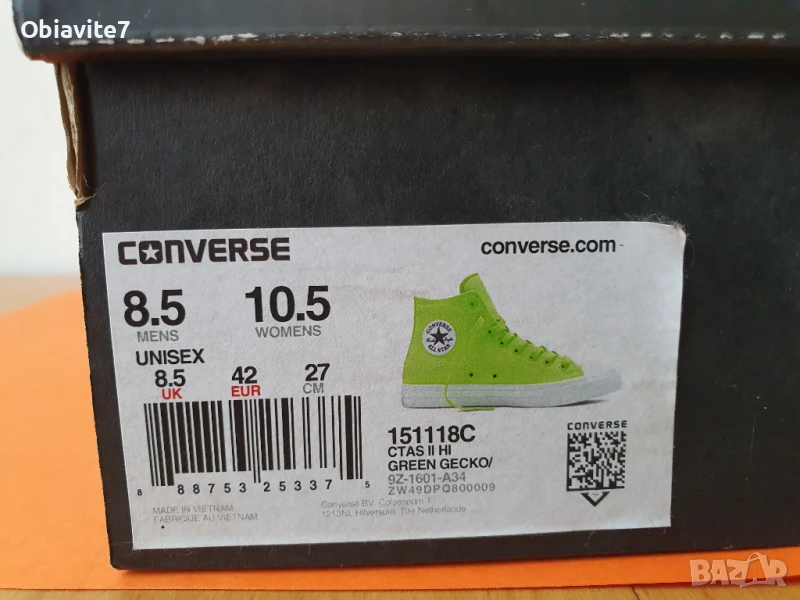 Obiavite7
CONVERSE
converse.com
8.5
MENS
10.5
WOMENS
UNISEX
8.5
UK
42
EUR
27
CM
CONVERSE
ALL STAR
151118C
CTAS II HI
GREEN GECKO/
9Z-1601-A34
ZW49DPQ800009
CONVERSE
8 88753 25337 5
MADE IN VIETNAM
FABRIQUE AU VIETNAM
Converse BV. Colosseum 1
1213NL Hilversum, The Netherlands
BAZAR